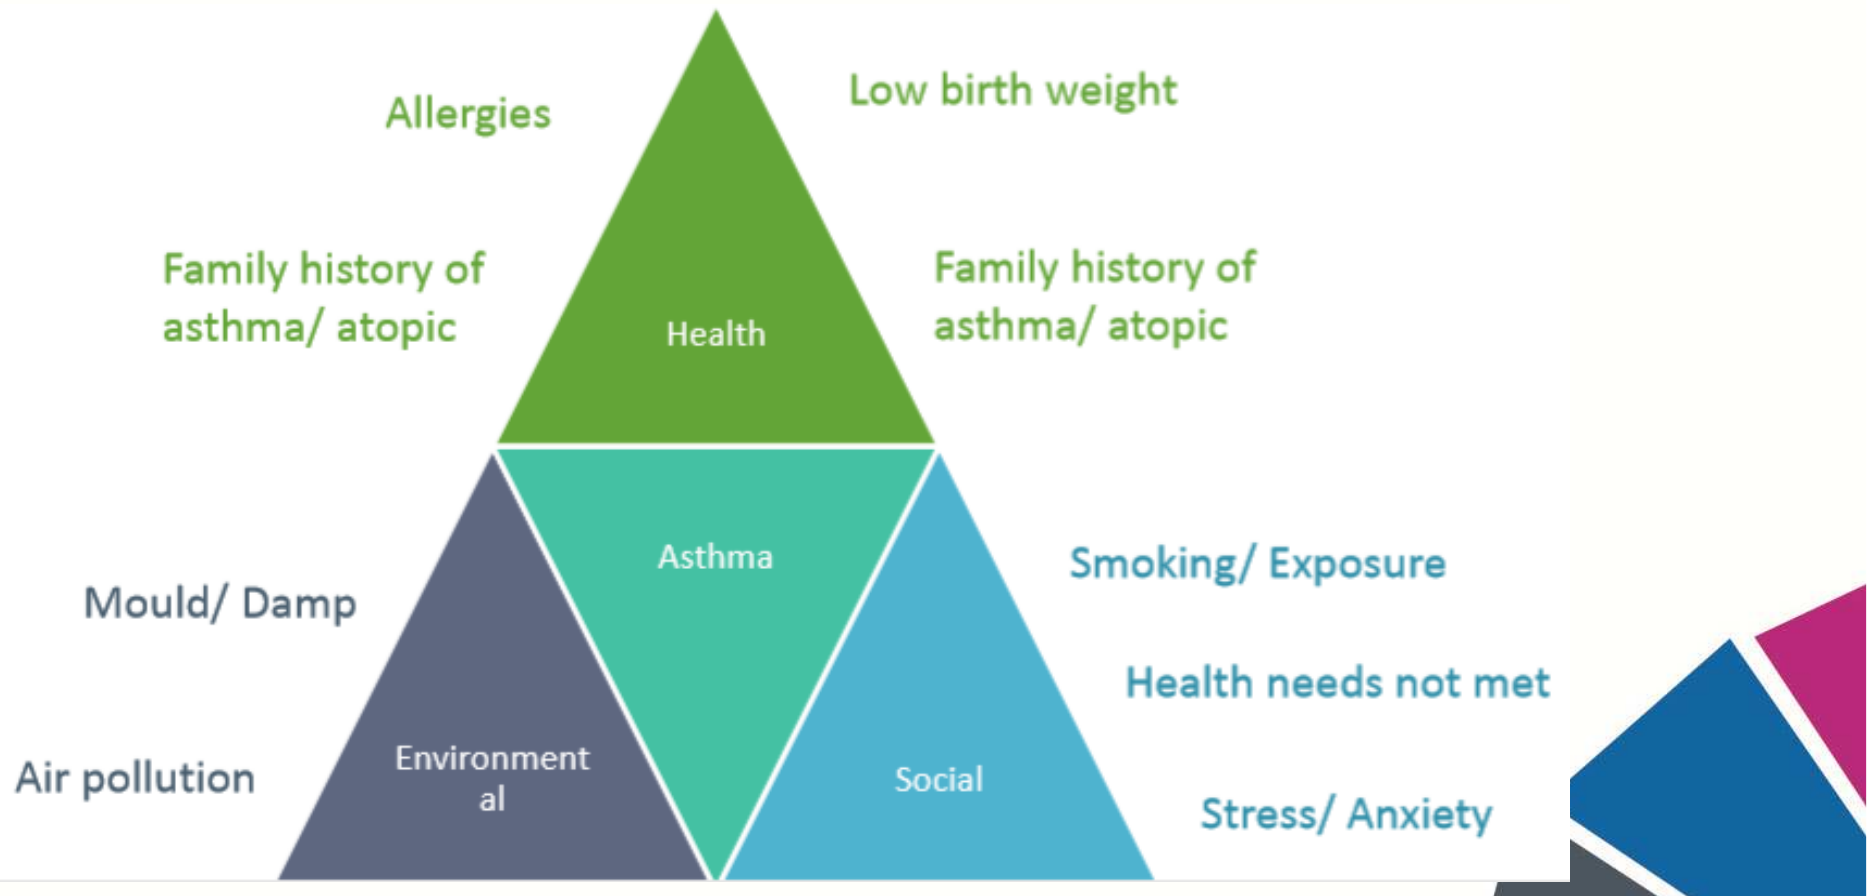 Allergies
Low birth weight
Family history of
asthma/ atopic
Family history of
asthma/ atopic
Health
Asthma
Mould/ Damp
Air pollution
Environment
al
Social
Smoking/ Exposure
Health needs not met
Stress/ Anxiety